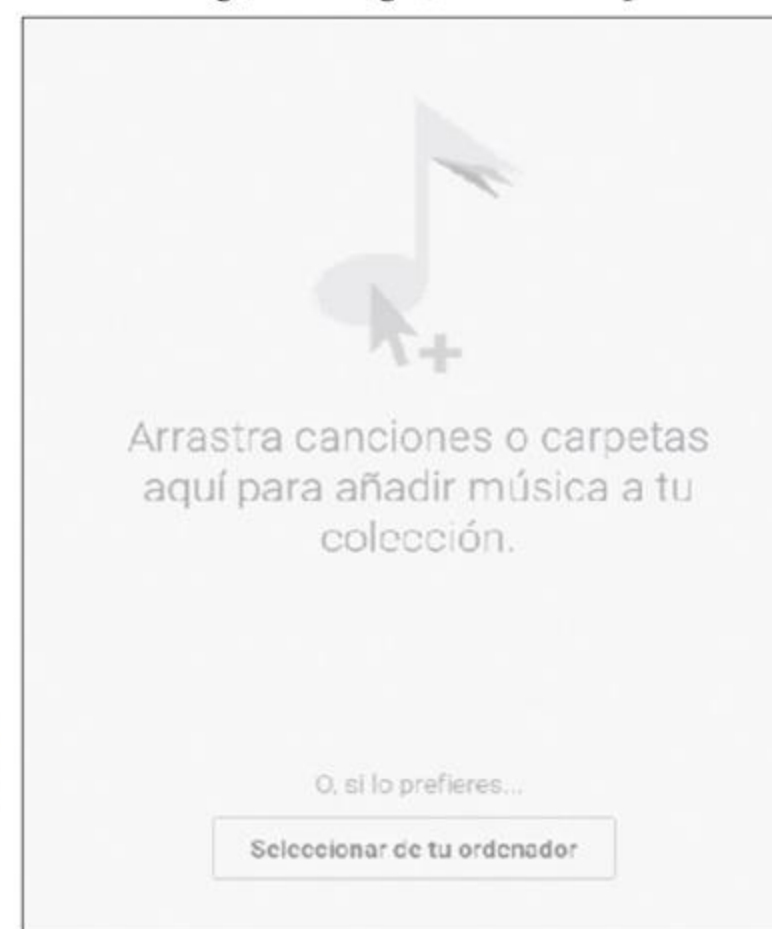 Arrastra canciones o carpetas
aquí para añadir música a tu
colección.
O, si lo prefieres...
Seleccionar de tu ordenador